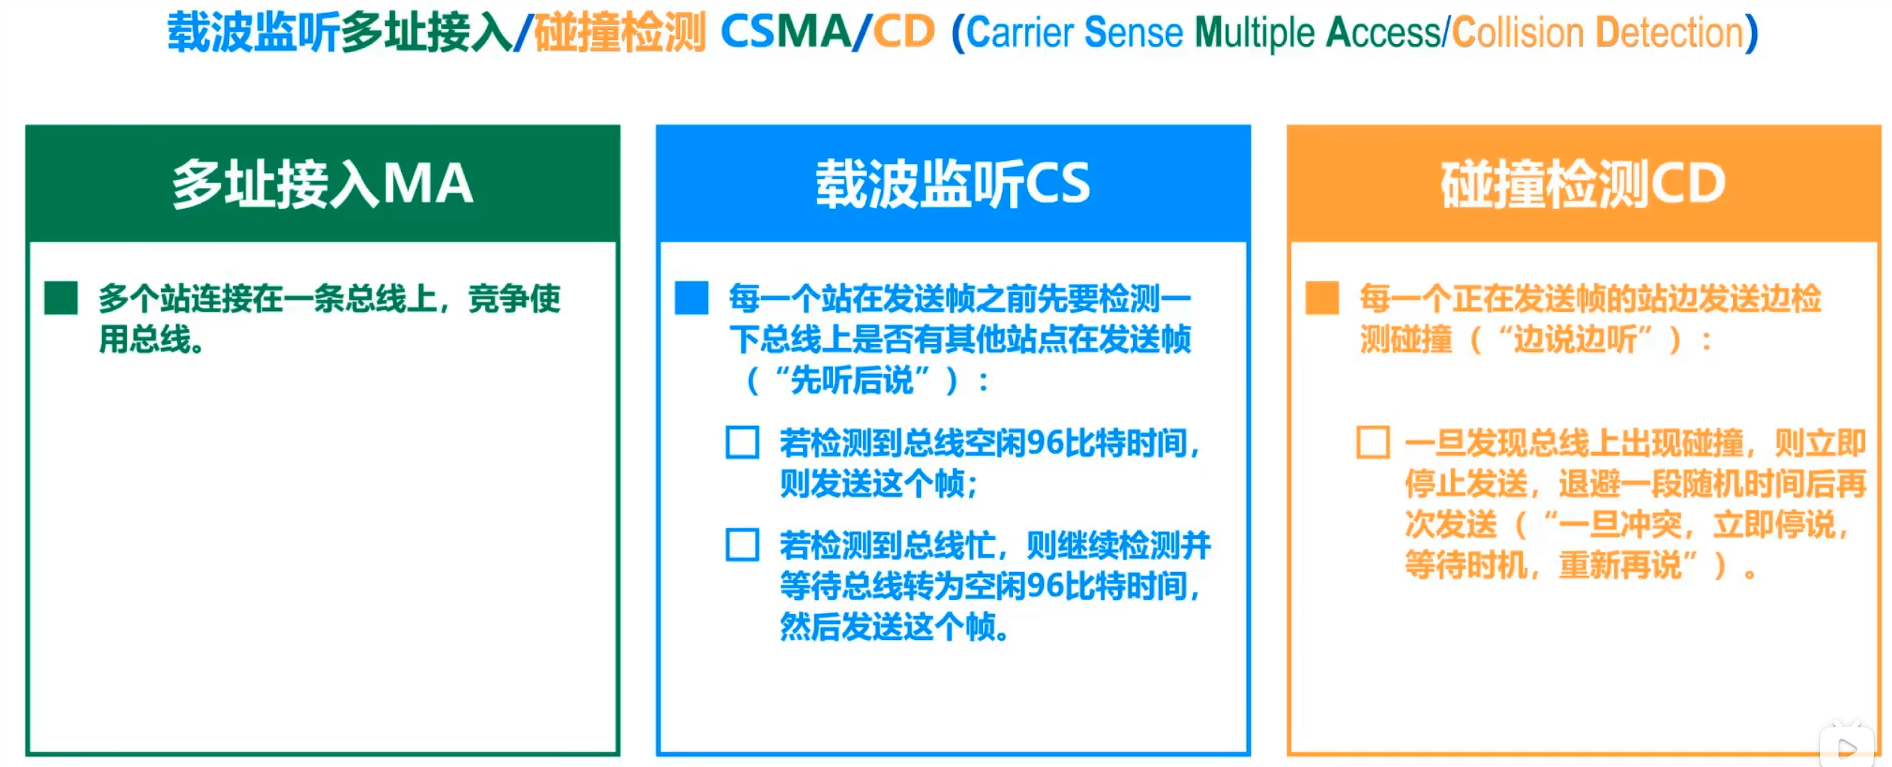 载波监听多址接入/碰撞检测 CSMA/CD (Carrier Sense Multiple Access/Collision Detection)
多址接入MA
多个站连接在一条总线上，竞争使
用总线。
载波监听CS
每一个站在发送帧之前先要检测一
下总线上是否有其他站点在发送帧
（“先听后说”）：
若检测到总线空闲96比特时间，
则发送这个帧；
若检测到总线忙，则继续检测并
等待总线转为空闲96比特时间，
然后发送这个帧。
碰撞检测CD
每一个正在发送帧的站边发送边检
测碰撞（“边说边听”）：
一旦发现总线上出现碰撞，则立即
停止发送，退避一段随机时间后再
次发送（“一旦冲突，立即停说，
等待时机，重新再说”）。